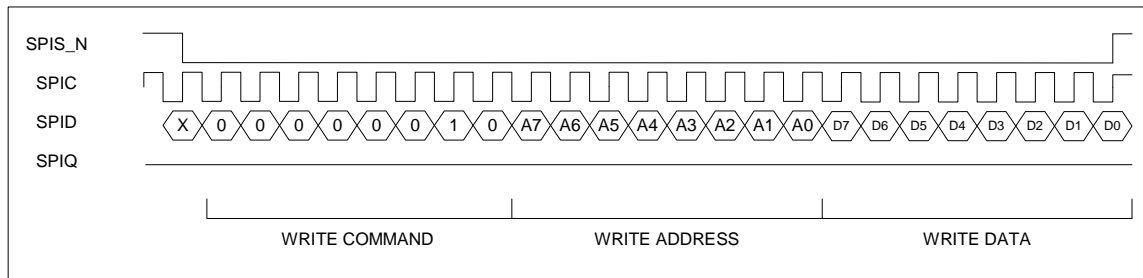 SPIS_N
SPIC
SPID X 0 0 0 0 0 0 1 0 A7 A6 A5 A4 A3 A2 A1 A0 D7 D6 D5 D4 D3 D2 D1 D0
SPIQ
WRITE COMMAND WRITE ADDRESS WRITE DATA